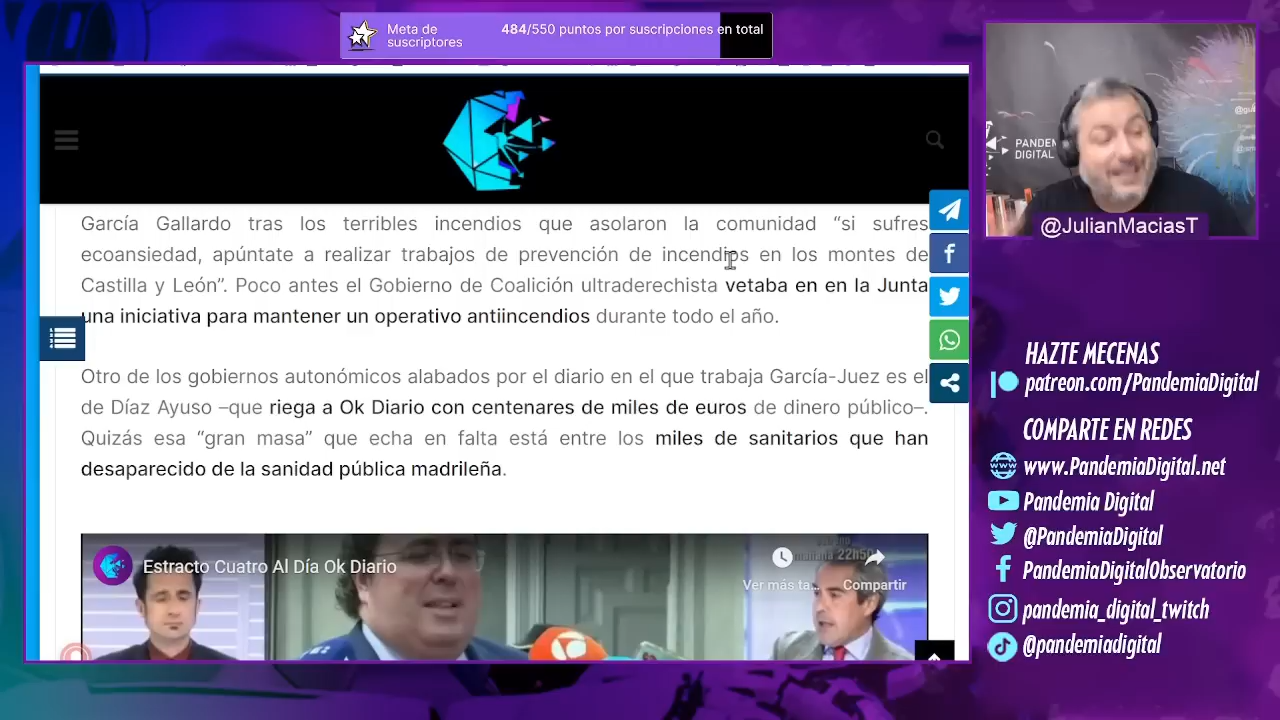 Meta de
suscriptores
484/550 puntos por suscripciones en total
García Gallardo tras los terribles incendios que asolaron la comunidad “si sufres
ecoansiedad, apúntate a realizar trabajos de prevención de incendios en los montes de
Castilla y León”. Poco antes el Gobierno de Coalición ultraderechista vetaba en en la Junta
una iniciativa para mantener un operativo antiincendios durante todo el año.
Otro de los gobiernos autonómicos alabados por el diario en el que trabaja García-Juez es el
de Díaz Ayuso –que riega a Ok Diario con centenares de miles de euros de dinero público–.
Quizás esa “gran masa” que echa en falta está entre los miles de sanitarios que han
desaparecido de la sanidad pública madrileña.
Estracto Cuatro Al Día Ok Diario
mañana 22h50
Ver más ta...
Compartir
PANDEM
DIGITAL
@JulianMaciasT
HAZTE MECENAS
patreon.com/PandemiaDigital
COMPARTE EN REDES
www.PandemiaDigital.net
Pandemia Digital
@PandemiaDigital
PandemiaDigitalObservatorio
pandemia_digital_twitch
@pandemiadigital